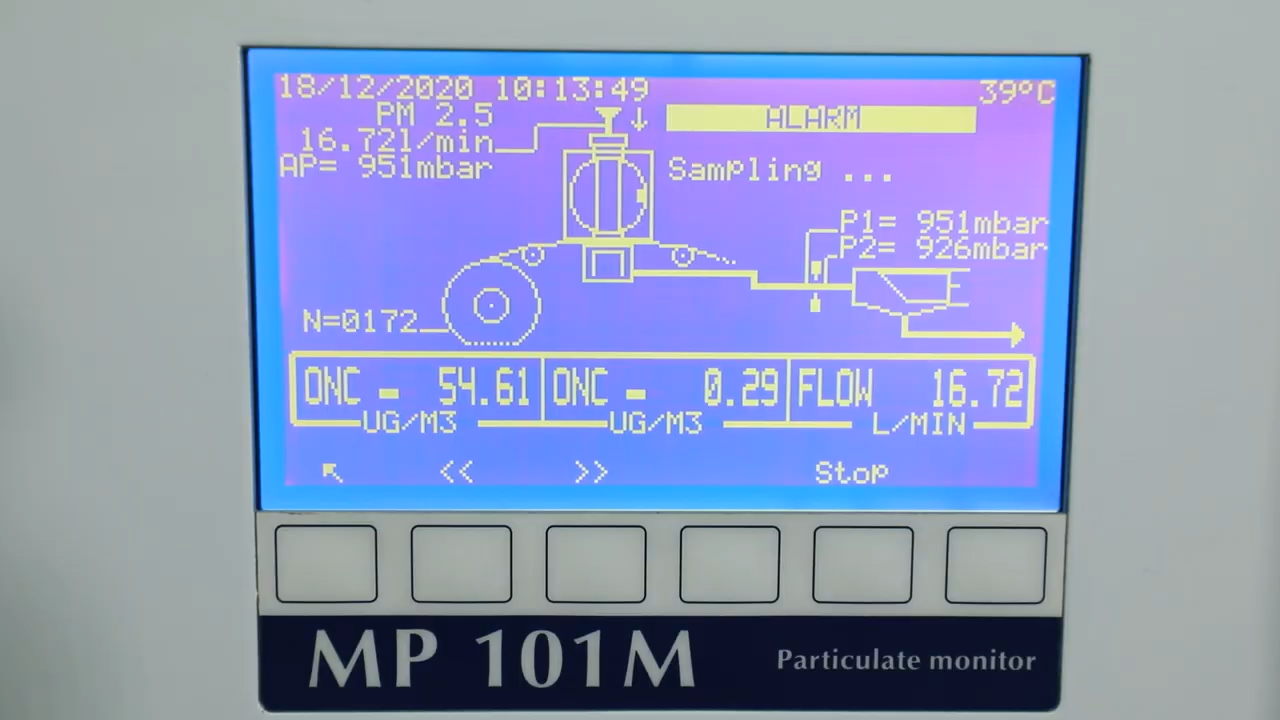 18/12/2020 10:13:49 39°C
PM 2.5 ALARM
16.72l/min
AP= 951mbar Sampling ...
P1= 951mbar
P2= 926mbar
N=0172
ONC - 54.61 ONC - 0.29 FLOW 16.72
UG/M3 UG/M3 L/MIN
<< >> Stop
MP 101M Particulate monitor